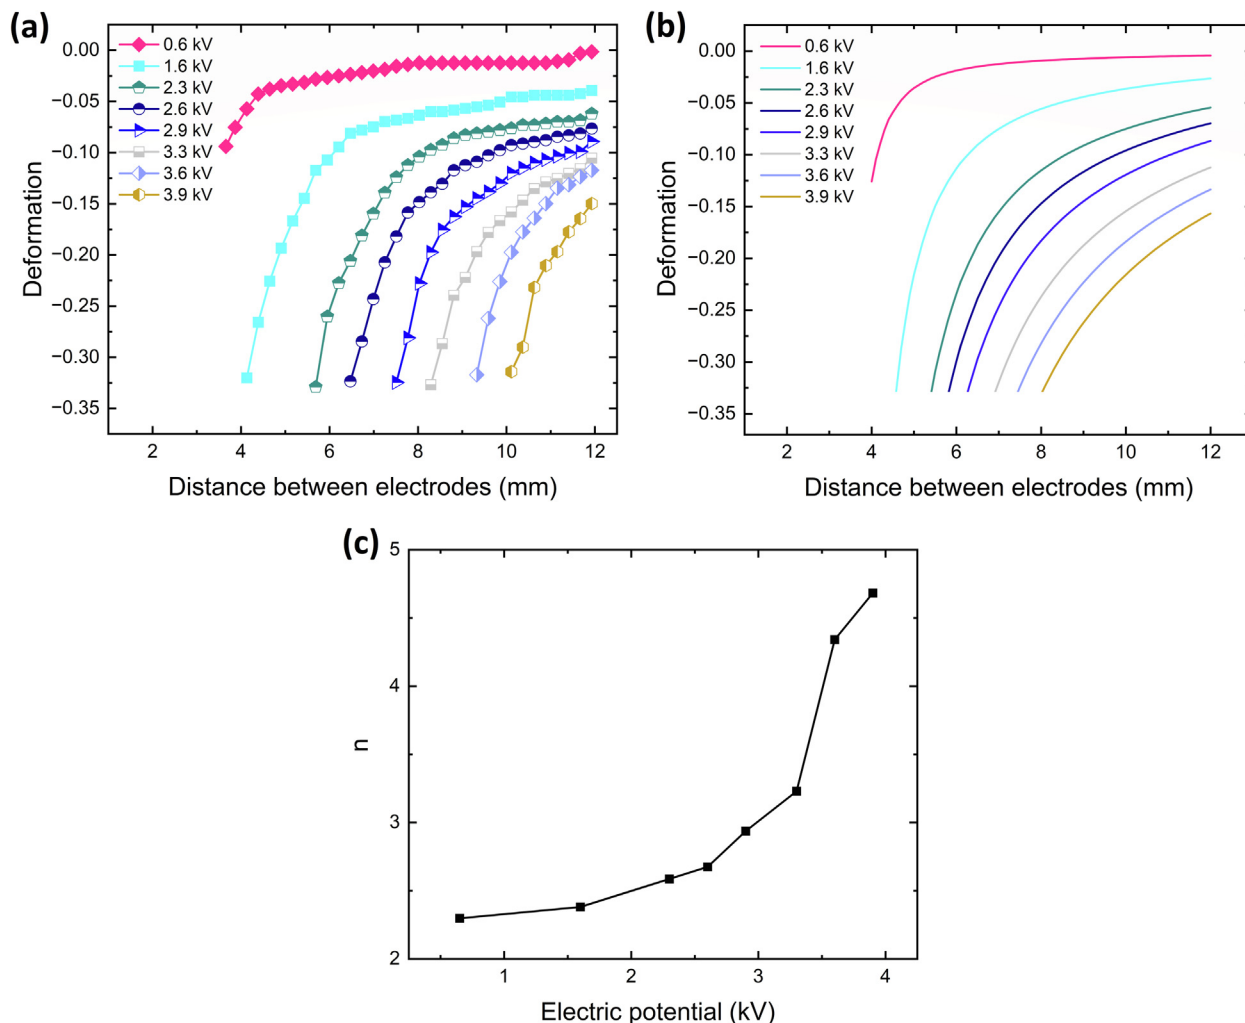 (a)
0.6 kV
1.6 kV
2.3 kV
2.6 kV
2.9 kV
3.3 kV
3.6 kV
3.9 kV
0.00
−0.05
−0.10
−0.15
−0.20
−0.25
−0.30
−0.35
Deformation
2 4 6 8 10 12
Distance between electrodes (mm)
(b)
0.6 kV
1.6 kV
2.3 kV
2.6 kV
2.9 kV
3.3 kV
3.6 kV
3.9 kV
0.00
−0.05
−0.10
−0.15
−0.20
−0.25
−0.30
−0.35
Deformation
2 4 6 8 10 12
Distance between electrodes (mm)
(c)
5
4
3
2
n
1 2 3 4
Electric potential (kV)